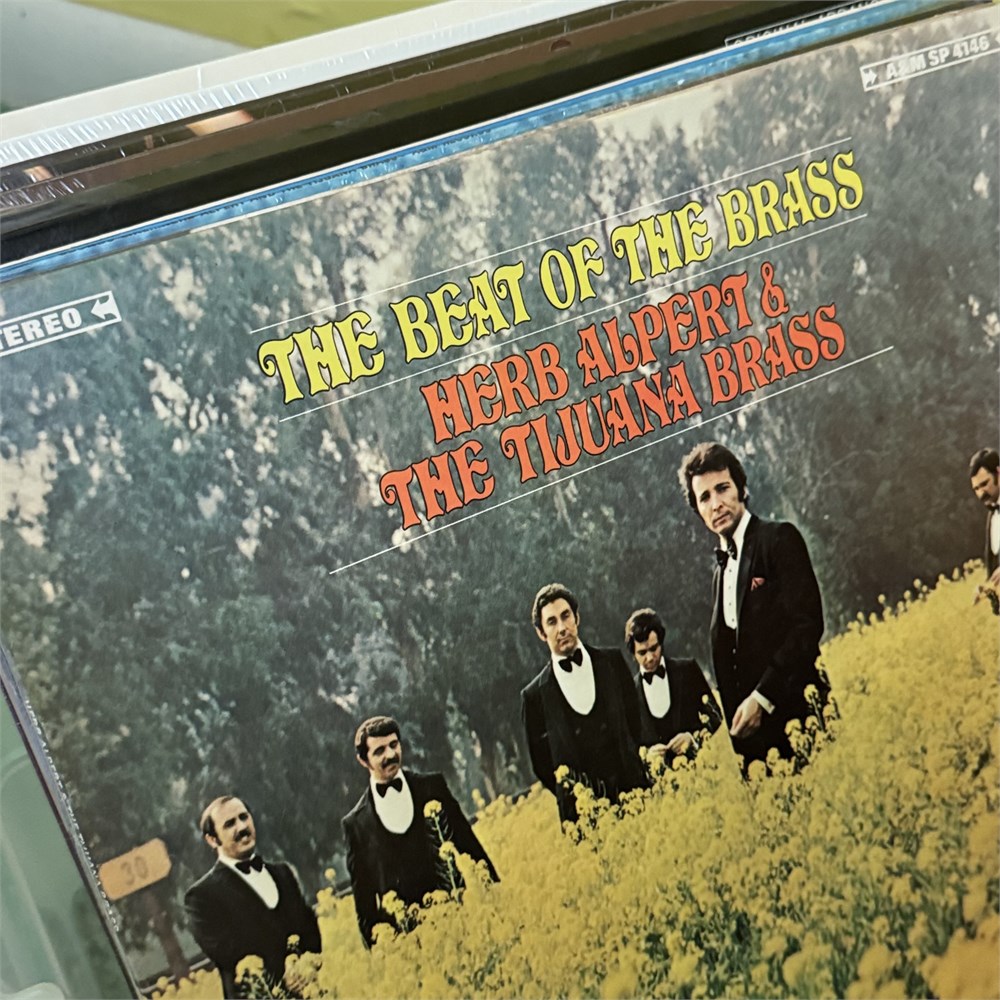 A&M SP 4146
STEREO
THE BEAT OF THE BRASS
HERB ALPERT &
THE TIJUANA BRASS
30